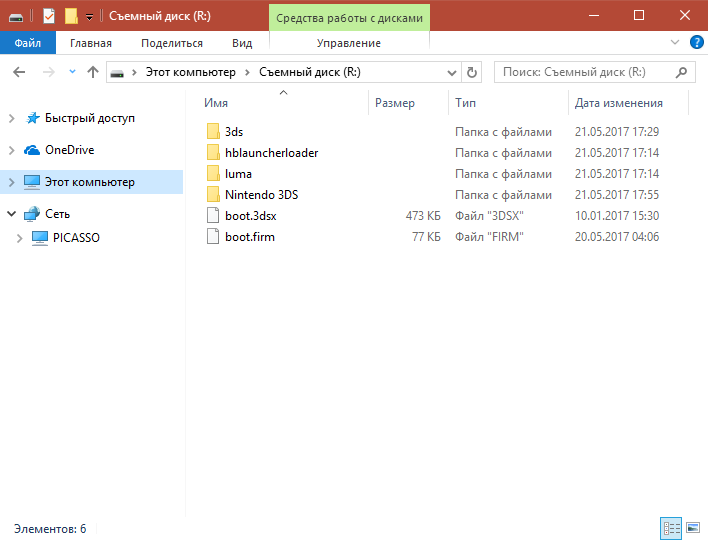 Съемный диск (R:)
Средства работы с дисками
Файл
Главная
Поделиться
Вид
Управление
Этот компьютер
Съемный диск (R:)
Поиск: Съемный диск (R:)
Имя
Размер
Тип
Дата изменения
Быстрый доступ
OneDrive
Этот компьютер
Сеть
PICASSO
3ds Папка с файлами 21.05.2017 17:29
hblauncherloader Папка с файлами 21.05.2017 17:14
luma Папка с файлами 21.05.2017 17:14
Nintendo 3DS Папка с файлами 21.05.2017 17:55
boot.3dsx 473 КБ Файл "3DSX" 10.01.2017 15:30
boot.firm 77 КБ Файл "FIRM" 20.05.2017 04:06
Элементов: 6